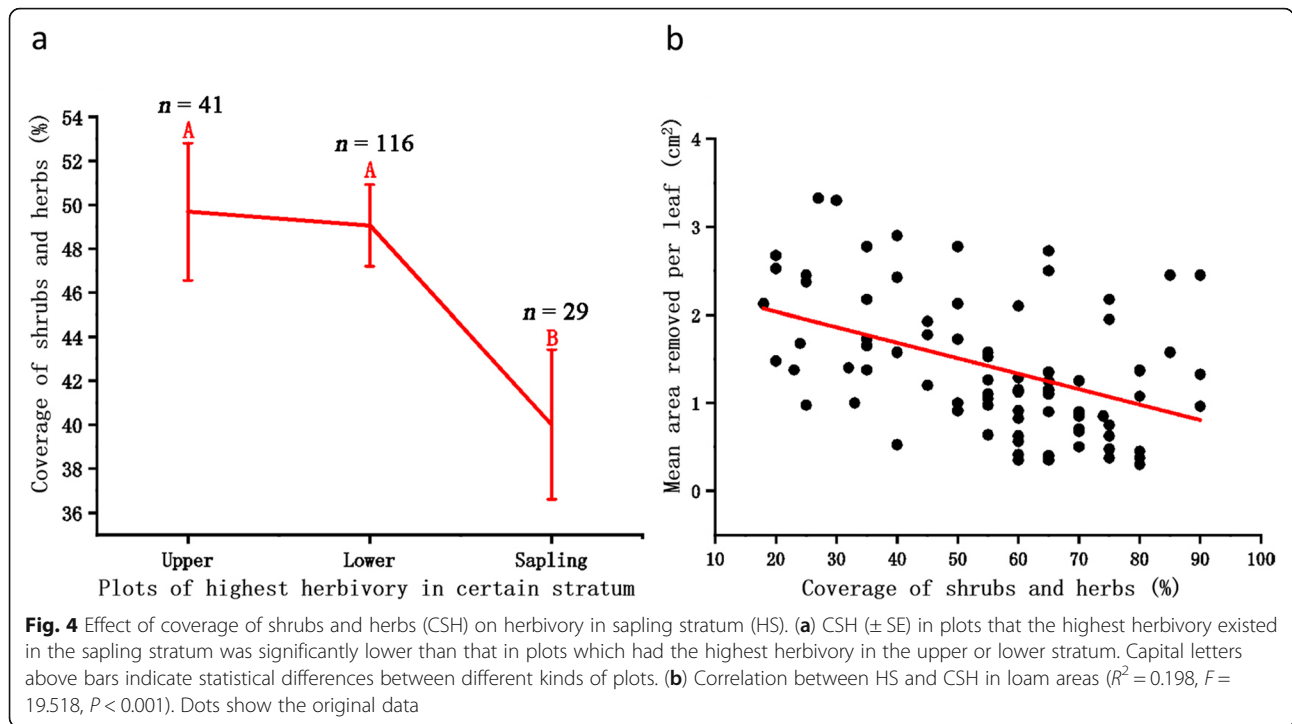 a
b
n = 41
n = 116
n = 29
A
A
B
Coverage of shrubs and herbs (%)
54
52
50
48
46
44
42
40
38
36
Upper Lower Sapling
Plots of highest herbivory in certain stratum
Mean area removed per leaf (cm²)
4
3
2
1
0
10 20 30 40 50 60 70 80 90 100
Coverage of shrubs and herbs (%)
Fig. 4 Effect of coverage of shrubs and herbs (CSH) on herbivory in sapling stratum (HS). (a) CSH (± SE) in plots that the highest herbivory existed
in the sapling stratum was significantly lower than that in plots which had the highest herbivory in the upper or lower stratum. Capital letters
above bars indicate statistical differences between different kinds of plots. (b) Correlation between HS and CSH in loam areas (R² = 0.198, F =
19.518, P < 0.001). Dots show the original data